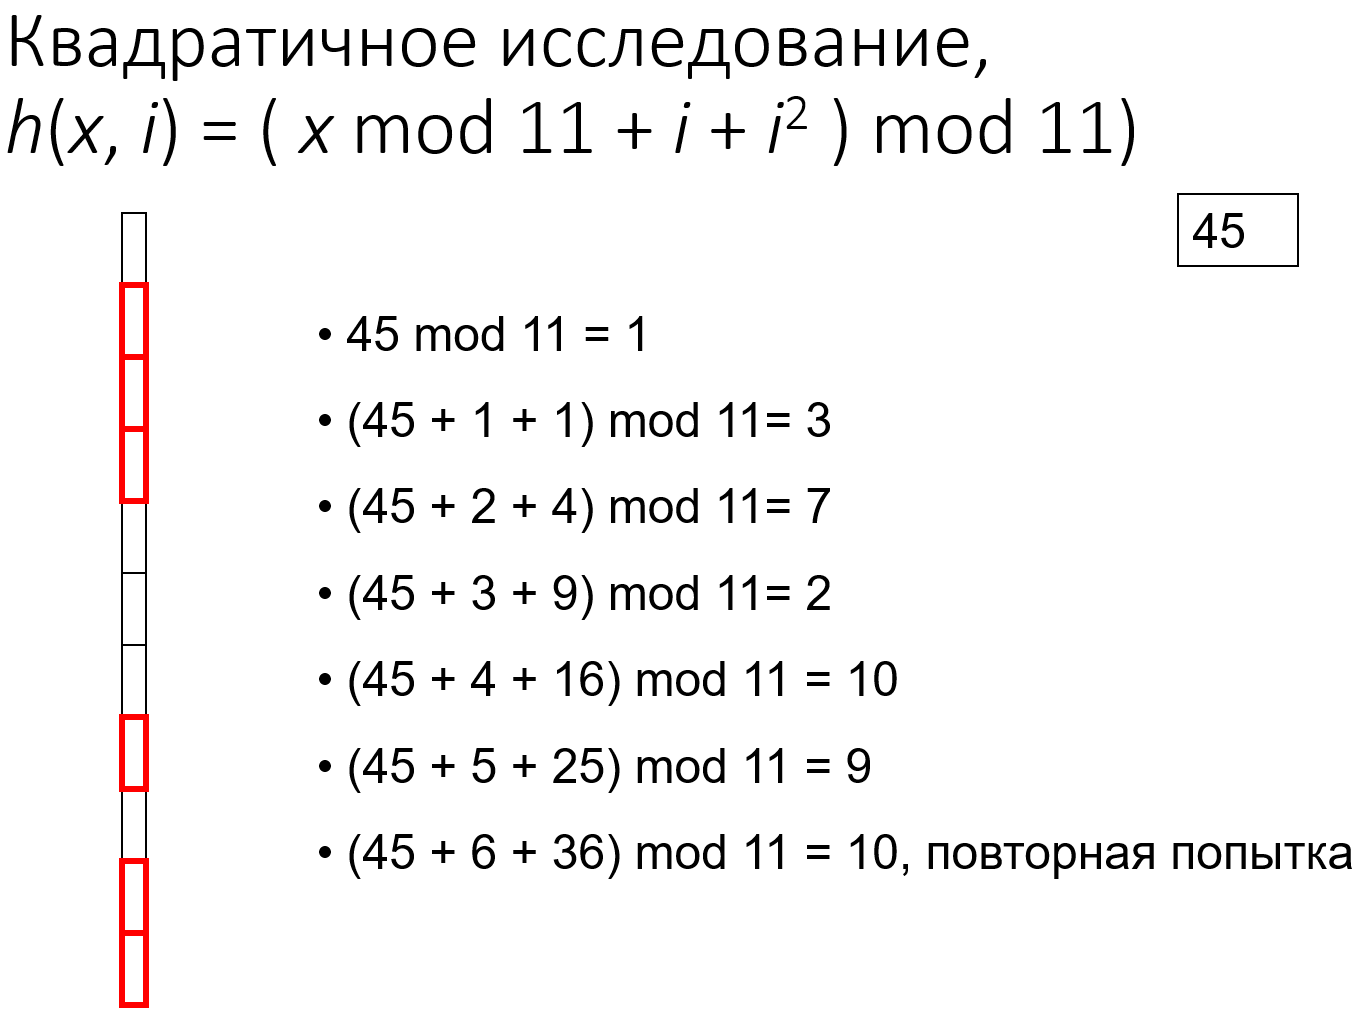 Квадратичное исследование,
h(x, i) = ( x mod 11 + i + i² ) mod 11)
45
• 45 mod 11 = 1
• (45 + 1 + 1) mod 11= 3
• (45 + 2 + 4) mod 11= 7
• (45 + 3 + 9) mod 11= 2
• (45 + 4 + 16) mod 11 = 10
• (45 + 5 + 25) mod 11 = 9
• (45 + 6 + 36) mod 11 = 10, повторная попытка